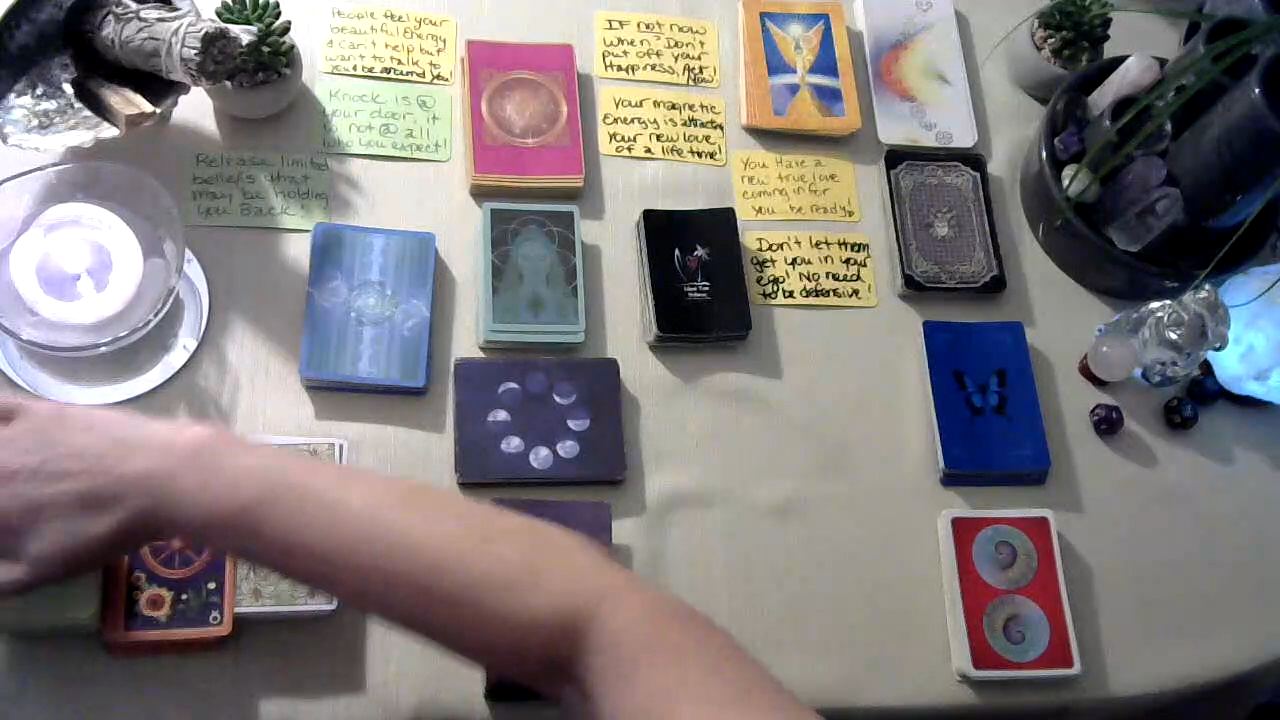 People feel your
beautiful energy
& can't help but
want to talk to
you & be around you!
Knock is @
your door, it
is not @ all
who you expect!
Release limited
beliefs that
may be holding
you Back!
IF not now
when? Don't
put off your
Happiness, Act
Now!
Your magnetic
Energy is attracting
your new love
of a life time!
You Have a
new true love
coming in for
you be ready!
Don't let them
get you in your
ego! No need
to be defensive!